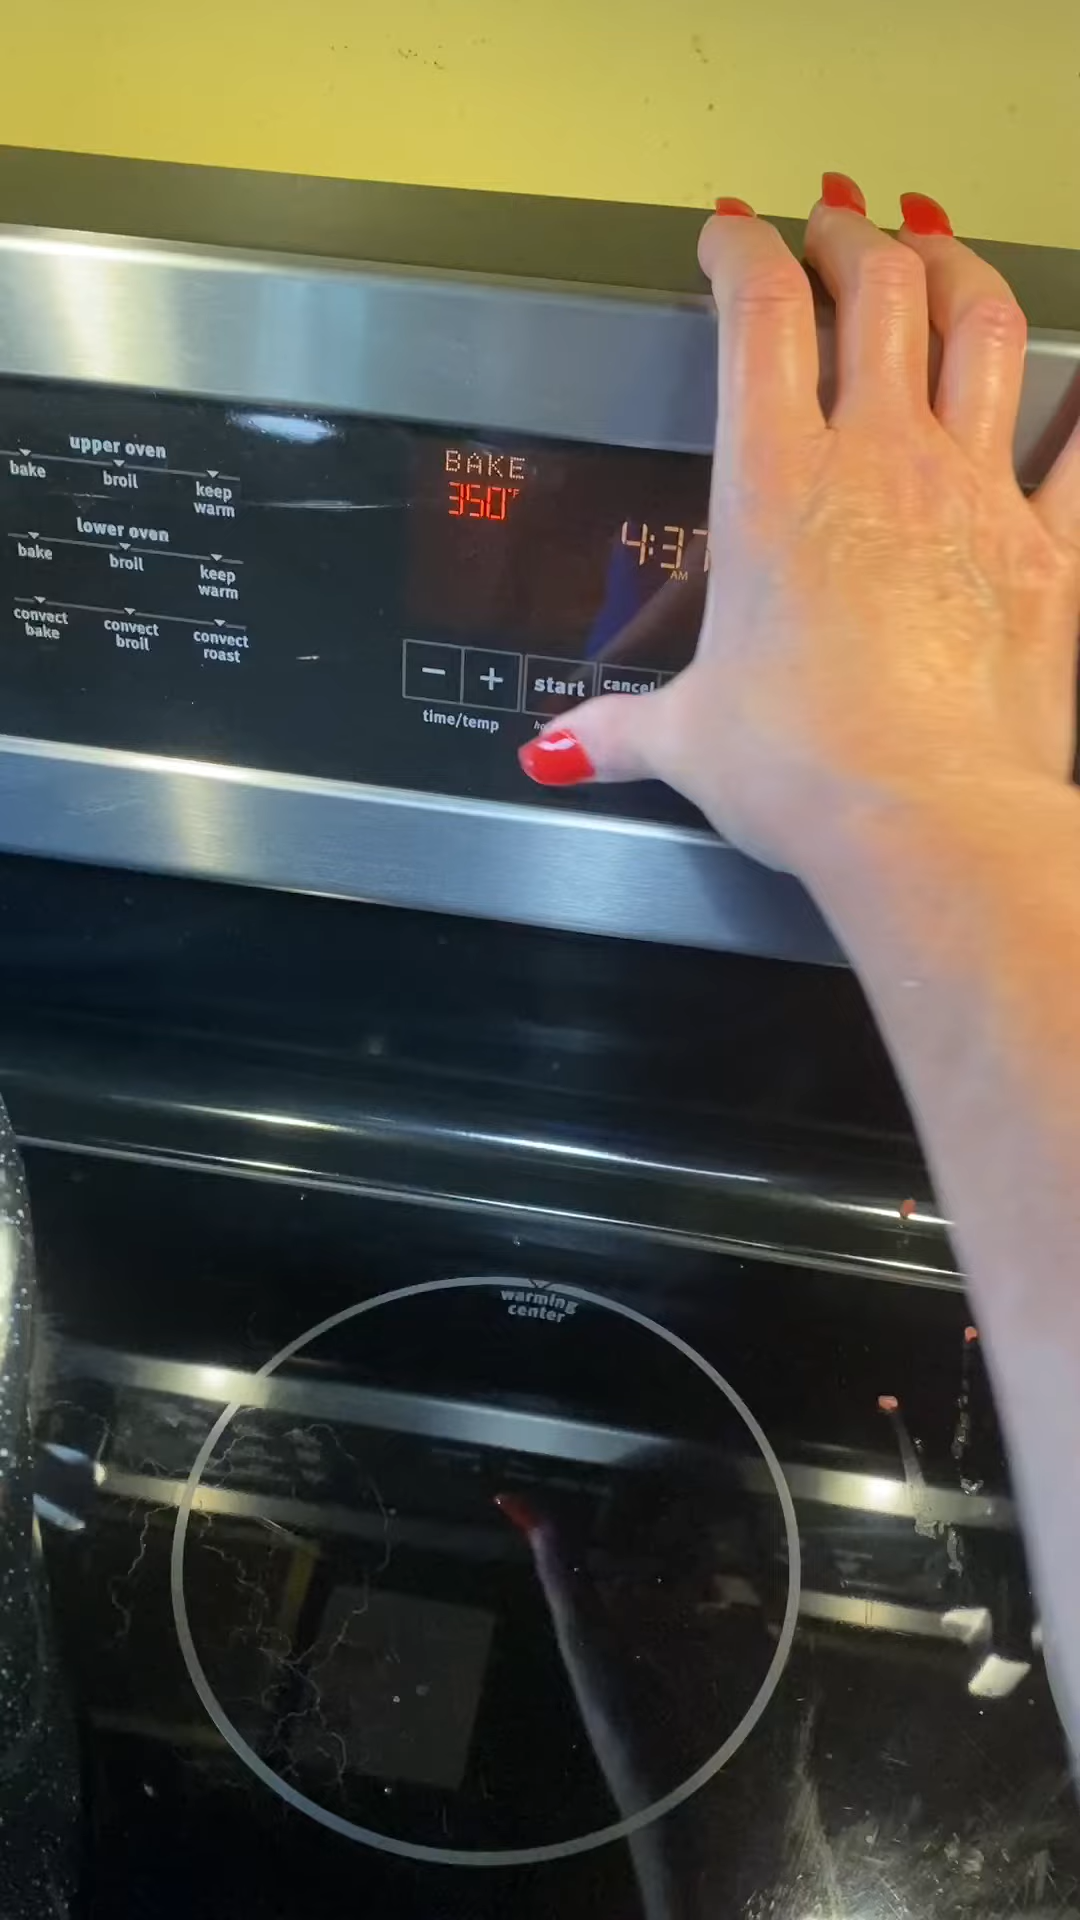 upper oven
bake
broil
keep
warm
lower oven
bake
broil
keep
warm
convect
bake
convect
broil
convect
roast
BAKE
350°F
4:37
AM
− + start cancel
time/temp
warming
center